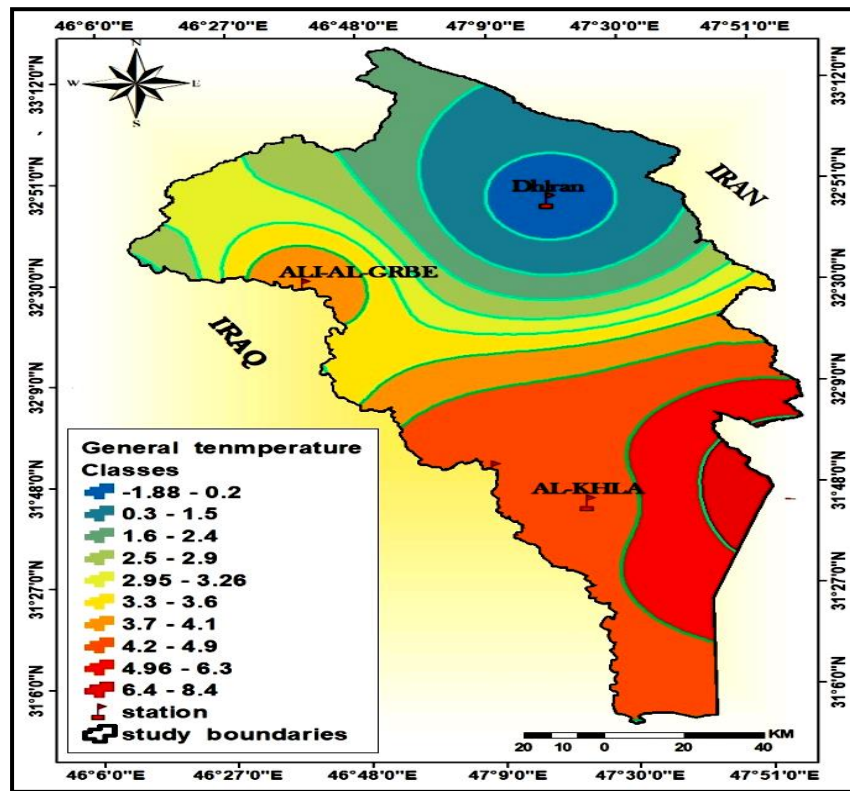 46°6'0"E 46°27'0"E 46°48'0"E 47°9'0"E 47°30'0"E 47°51'0"E
N
W E
S
33°12'0"N 33°12'0"N
32°51'0"N 32°51'0"N
32°30'0"N 32°30'0"N
32°9'0"N 32°9'0"N
31°48'0"N 31°48'0"N
31°27'0"N 31°27'0"N
31°6'0"N 31°6'0"N
Dhlran
IRAN
ALI-AL-GRBE
IRAQ
AL-KHLA
General tenmperature
Classes
-1.88 - 0.2
0.3 - 1.5
1.6 - 2.4
2.5 - 2.9
2.95 - 3.26
3.3 - 3.6
3.7 - 4.1
4.2 - 4.9
4.96 - 6.3
6.4 - 8.4
station
study boundaries
KM
20 10 0 20 40
46°6'0"E 46°27'0"E 46°48'0"E 47°9'0"E 47°30'0"E 47°51'0"E